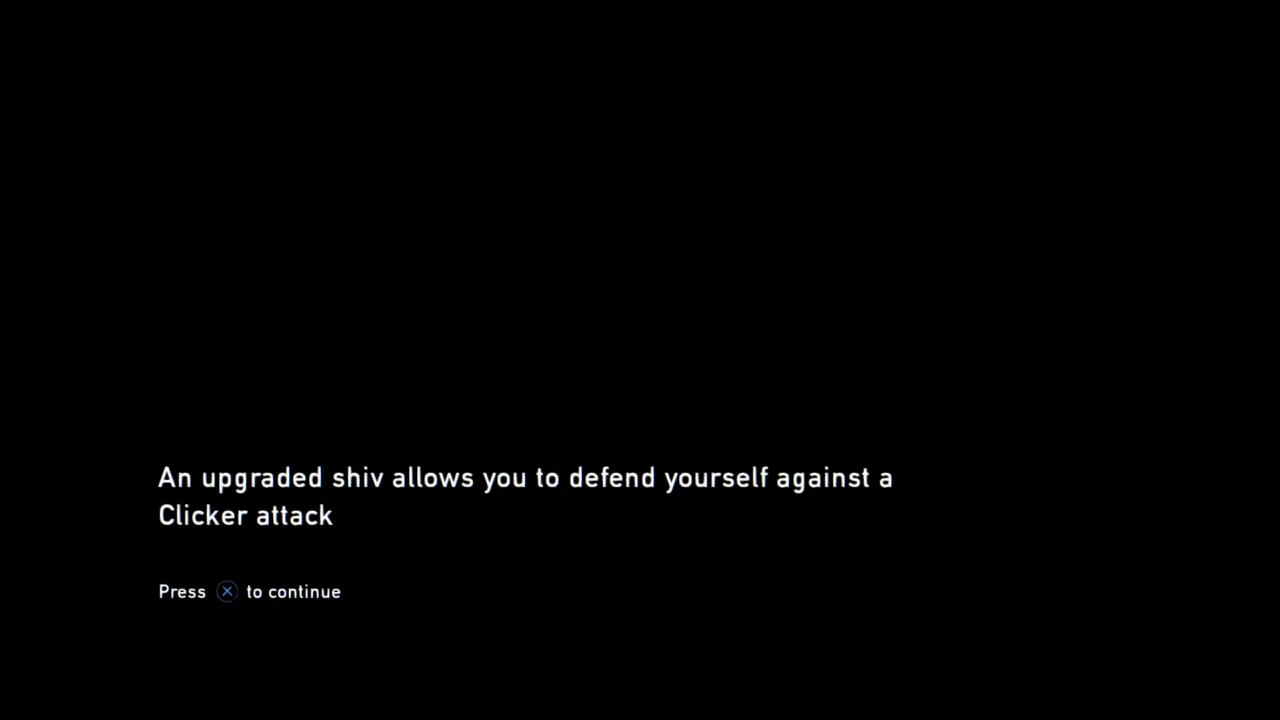 An upgraded shiv allows you to defend yourself against a
Clicker attack
Press ⓧ to continue